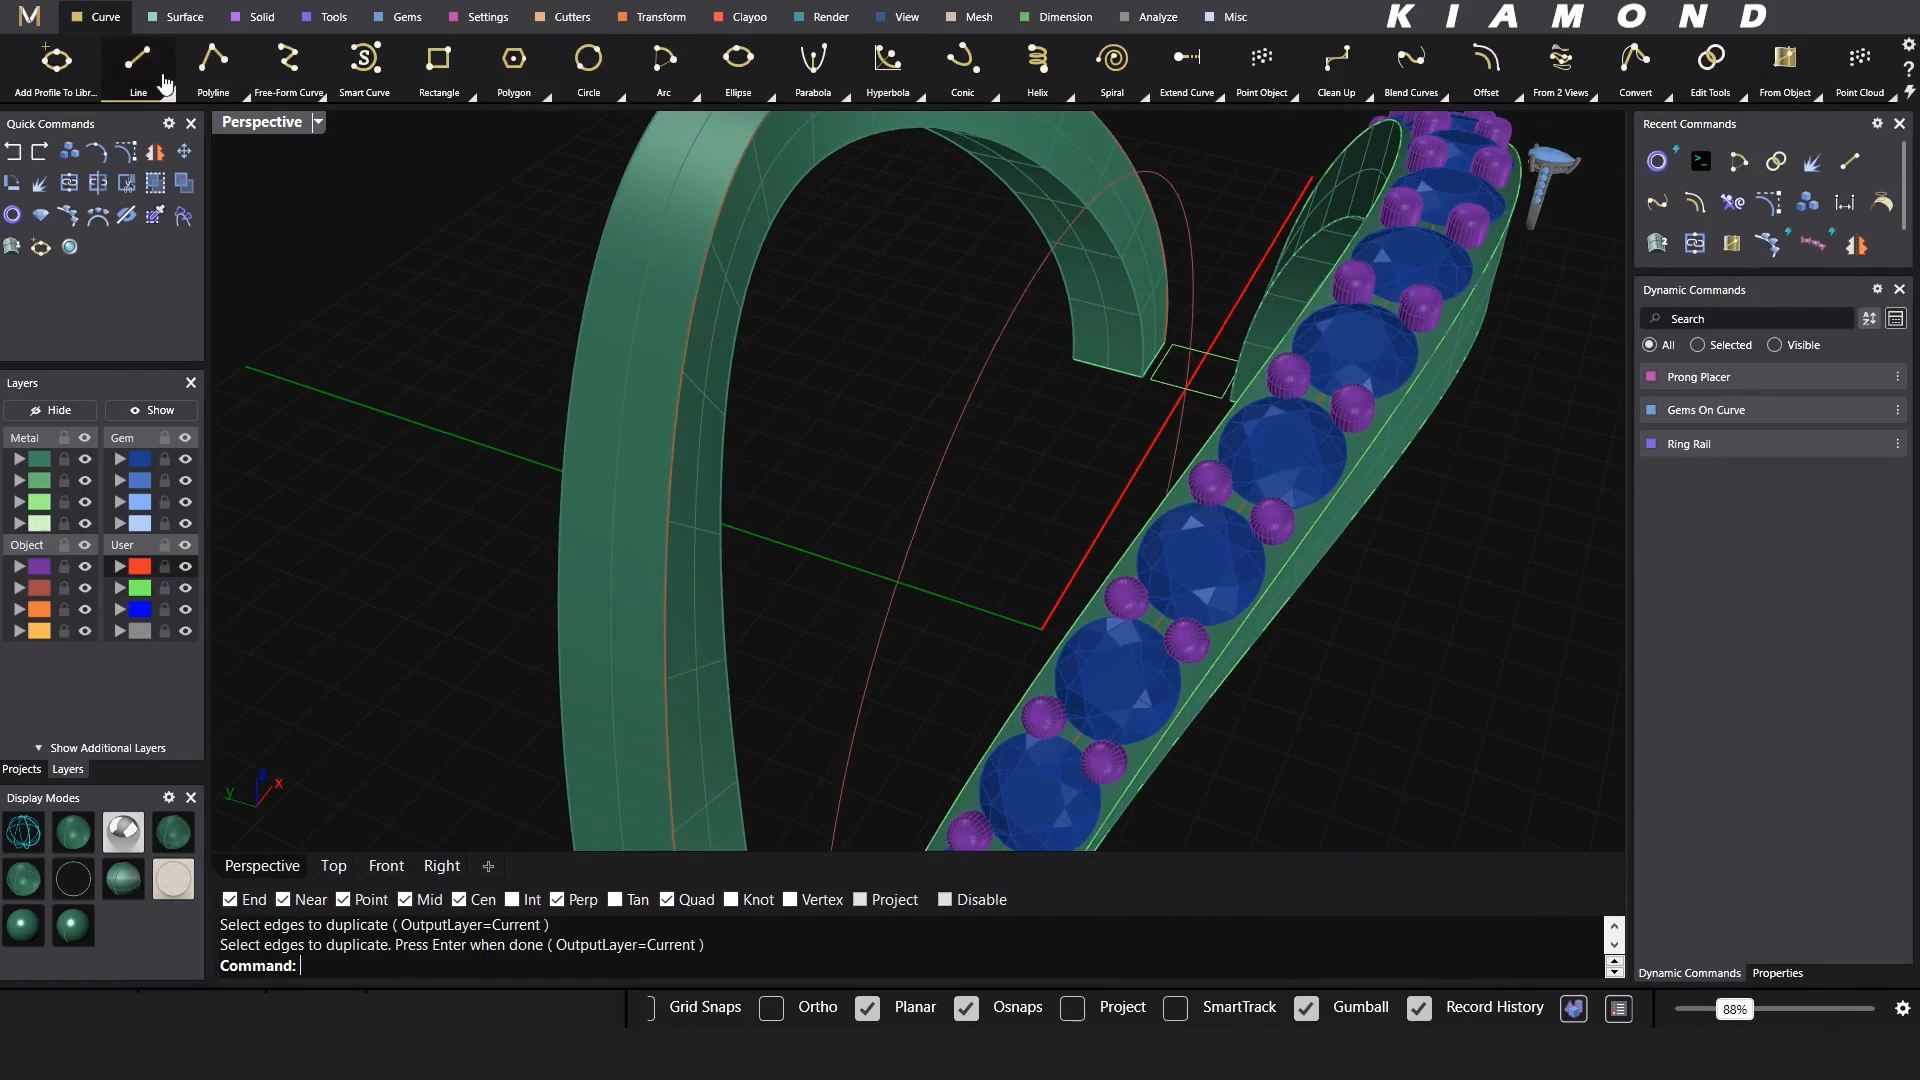 M Curve Surface Solid Tools Gems Settings Cutters Transform Clayoo Render View Mesh Dimension Analyze Misc KIAMOND
Add Profile To Libr... Line Polyline Free-Form Curve Smart Curve Rectangle Polygon Circle Arc Ellipse Parabola Hyperbola Conic Helix Spiral Extend Curve Point Object Clean Up Blend Curves Offset From 2 Views Convert Edit Tools From Object Point Cloud
Quick Commands
Perspective
Recent Commands
Dynamic Commands
Search
All Selected Visible
Prong Placer
Gems On Curve
Ring Rail
Layers
Hide Show
Metal Gem
Object User
Show Additional Layers
Projects Layers
Display Modes
z x y
Perspective Top Front Right
End Near Point Mid Cen Int Perp Tan Quad Knot Vertex Project Disable
Select edges to duplicate ( OutputLayer=Current )
Select edges to duplicate. Press Enter when done ( OutputLayer=Current )
Command:
Dynamic Commands Properties
Grid Snaps Ortho Planar Osnaps Project SmartTrack Gumball Record History 88%